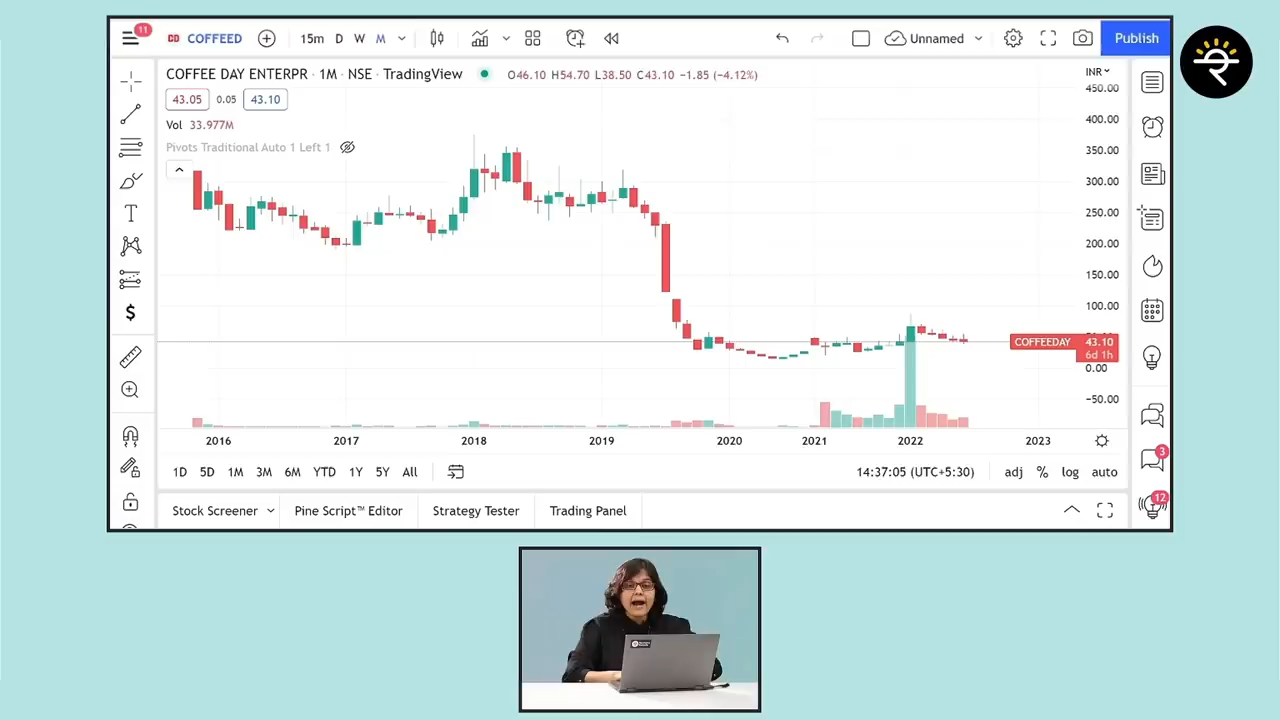 11
COFFEED
15m D W M
Unnamed
Publish
COFFEE DAY ENTERPR · 1M · NSE · TradingView
O46.10 H54.70 L38.50 C43.10 −1.85 (−4.12%)
INR
43.05 0.05 43.10
Vol 33.977M
Pivots Traditional Auto 1 Left 1
450.00
400.00
350.00
300.00
250.00
200.00
150.00
100.00
COFFEEDAY 43.10
6d 1h
0.00
−50.00
2016 2017 2018 2019 2020 2021 2022 2023
1D 5D 1M 3M 6M YTD 1Y 5Y All
14:37:05 (UTC+5:30) adj % log auto
3
12
Stock Screener Pine Script™ Editor Strategy Tester Trading Panel